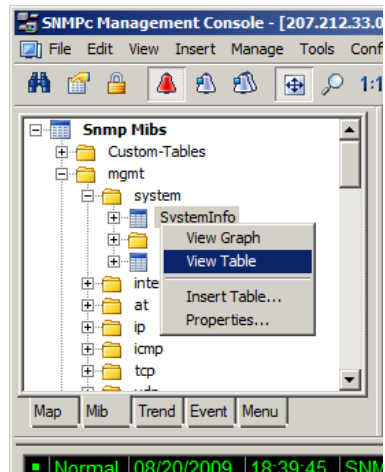 SNMPc Management Console - [207.212.33.0
File Edit View Insert Manage Tools Conf
1:1
Snmp Mibs
Custom-Tables
mgmt
system
SystemInfo
View Graph
View Table
inte
Insert Table...
at
Properties...
ip
icmp
tcp
Map Mib Trend Event Menu
Normal 08/20/2009 18:39:45 SNM